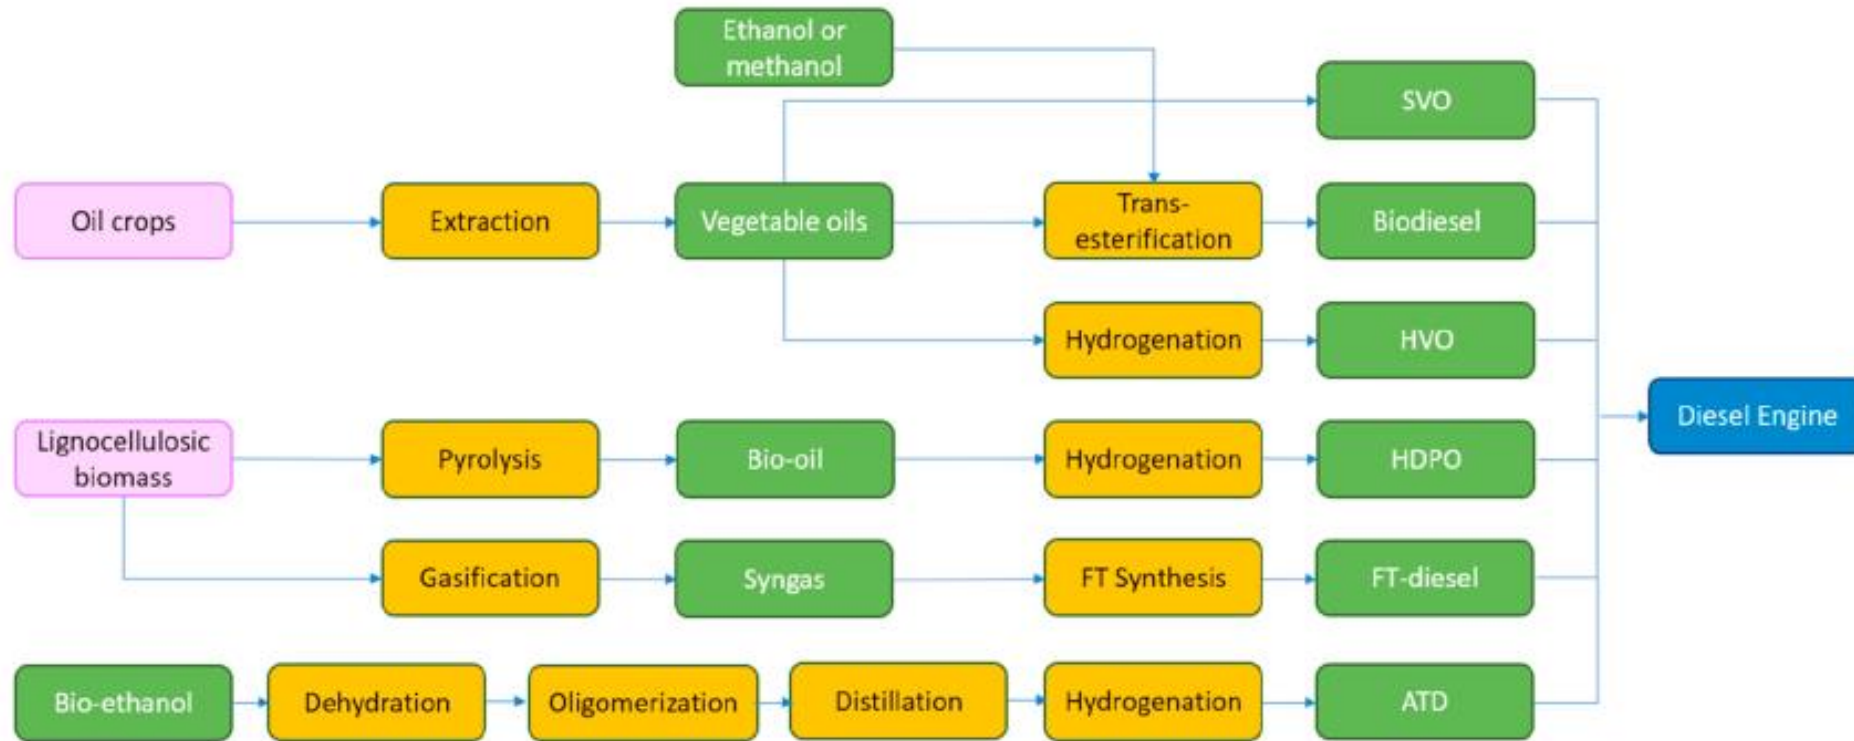 Ethanol or
methanol
SVO
Oil crops
Extraction
Vegetable oils
Trans-
esterification
Biodiesel
Hydrogenation
HVO
Diesel Engine
Lignocellulosic
biomass
Pyrolysis
Bio-oil
Hydrogenation
HDPO
Gasification
Syngas
FT Synthesis
FT-diesel
Bio-ethanol
Dehydration
Oligomerization
Distillation
Hydrogenation
ATD